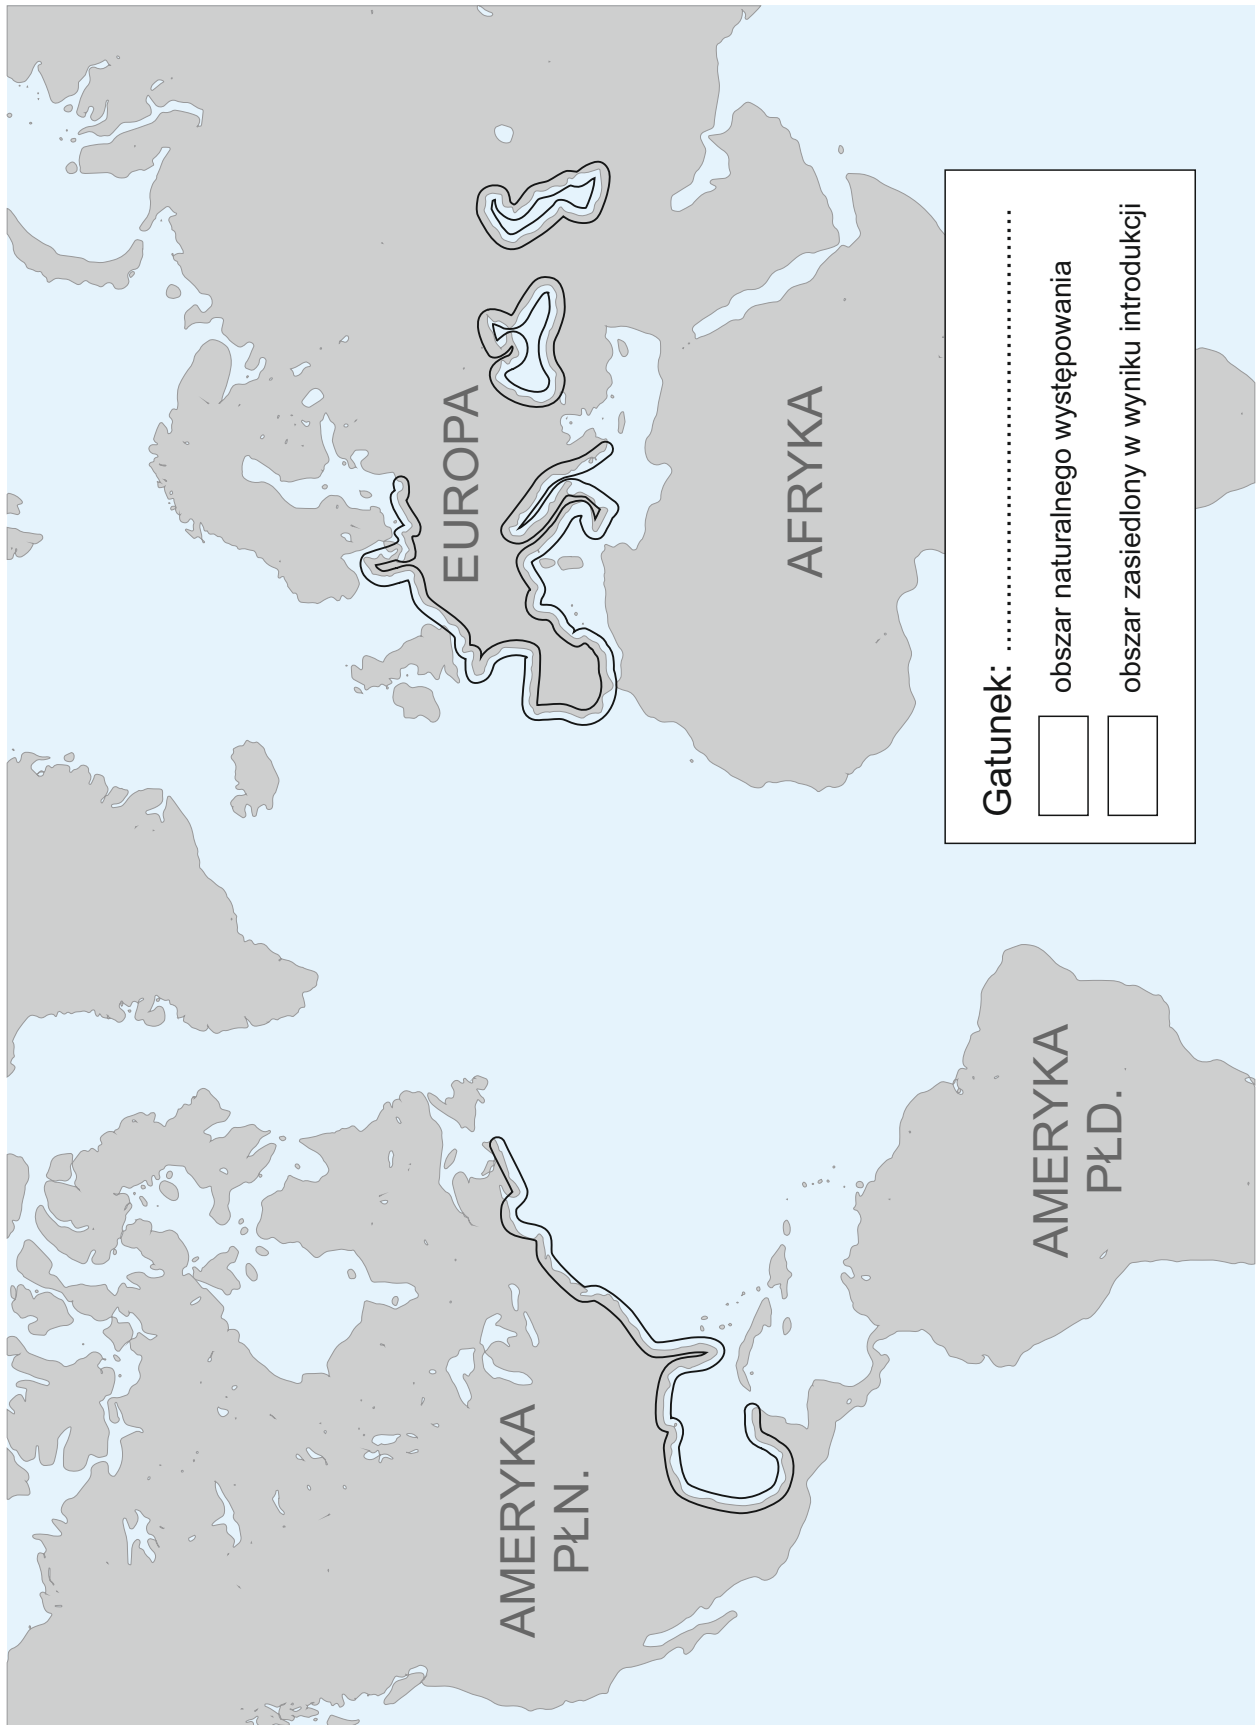 EUROPA
AFRYKA
AMERYKA
PŁN.
AMERYKA
PŁD.
Gatunek: ......................................................
obszar naturalnego występowania
obszar zasiedlony w wyniku introdukcji